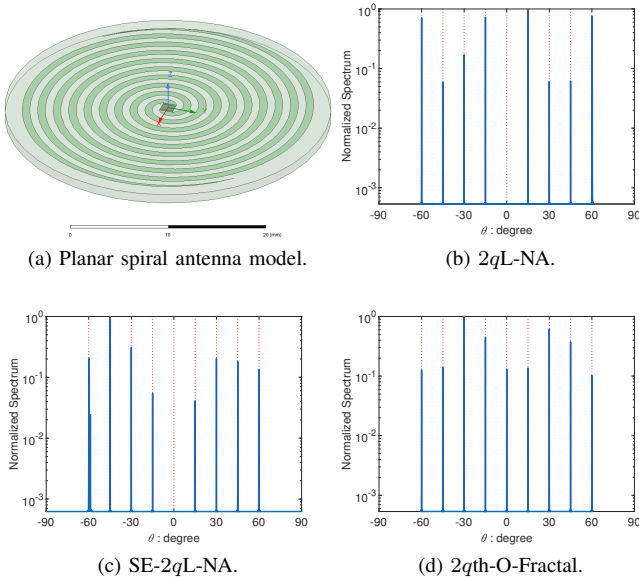 Z
Y
X
0 10 20 (mm)
(a) Planar spiral antenna model.
10^0
10^-1
10^-2
10^-3
Normalized Spectrum
-90 -60 -30 0 30 60 90
θ : degree
(b) 2qL-NA.
10^0
10^-1
10^-2
10^-3
Normalized Spectrum
-90 -60 -30 0 30 60 90
θ : degree
(c) SE-2qL-NA.
10^0
10^-1
10^-2
10^-3
Normalized Spectrum
-90 -60 -30 0 30 60 90
θ : degree
(d) 2qth-O-Fractal.